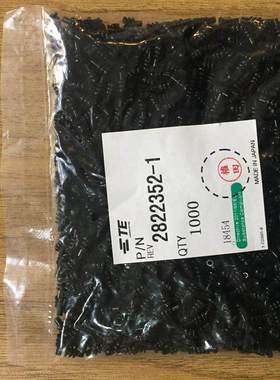 TE
P/N 2822352-1
REV
QTY 1000
18454
MADE IN JAPAN